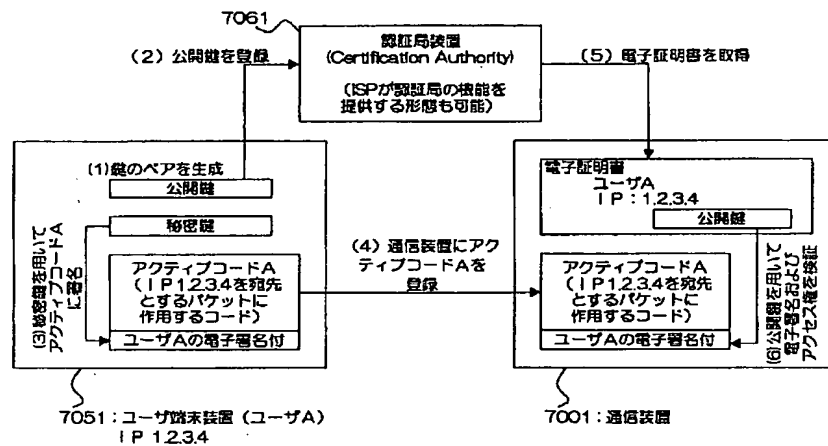 7061
認証局装置
(Certification Authority)
(ISPが認証局の機能を
提供する形態も可能)
(2) 公開鍵を登録
(5) 電子証明書を取得
(1)鍵のペアを生成
公開鍵
秘密鍵
(3)秘密鍵を用いて
アクティブコードA
に署名
アクティブコードA
(IP1.2.3.4を宛先
とするパケットに
作用するコード)
ユーザAの電子署名付
(4) 通信装置にアク
ティブコードAを
登録
電子証明書
ユーザA
IP:1.2.3.4
公開鍵
アクティブコードA
(IP1.2.3.4を宛先
とするパケットに
作用するコード)
ユーザAの電子署名付
(6)公開鍵を用いて
電子署名および
アクセス権を検証
7051:ユーザ端末装置(ユーザA)
IP 1.2.3.4
7001:通信装置